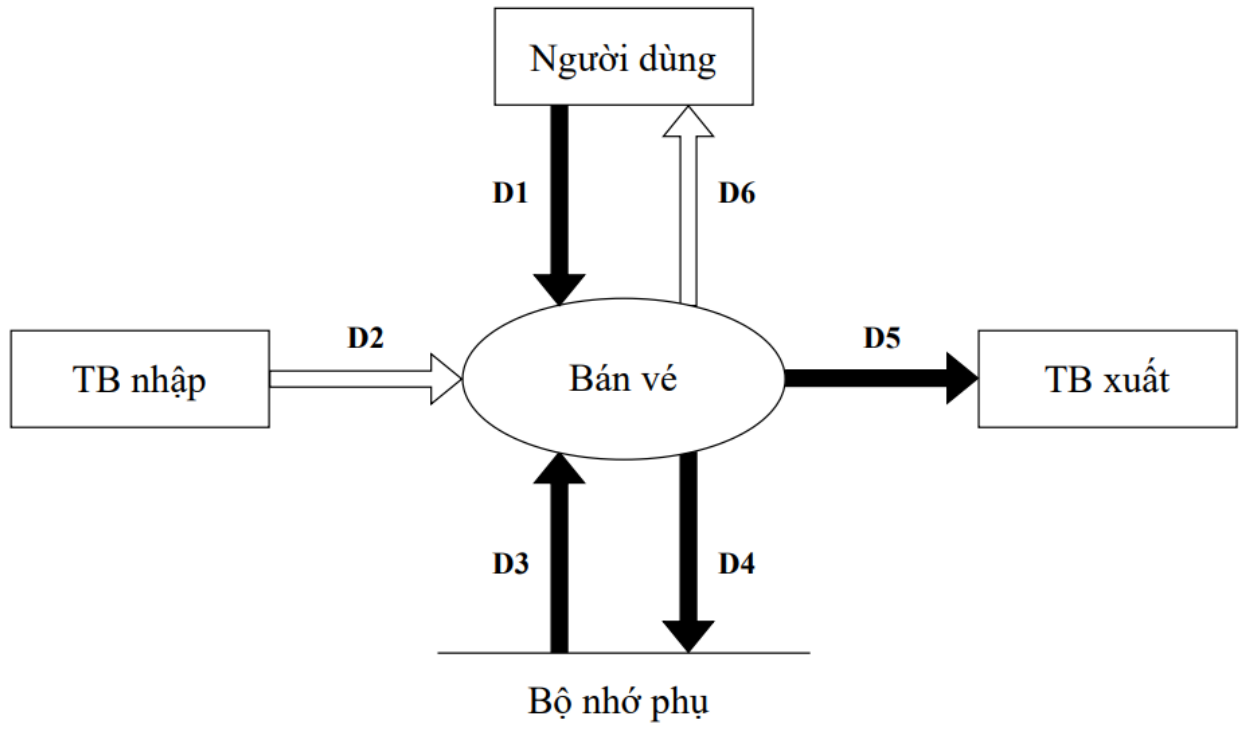 Người dùng
D1
D6
D2
D5
TB nhập
Bán vé
TB xuất
D3
D4
Bộ nhớ phụ